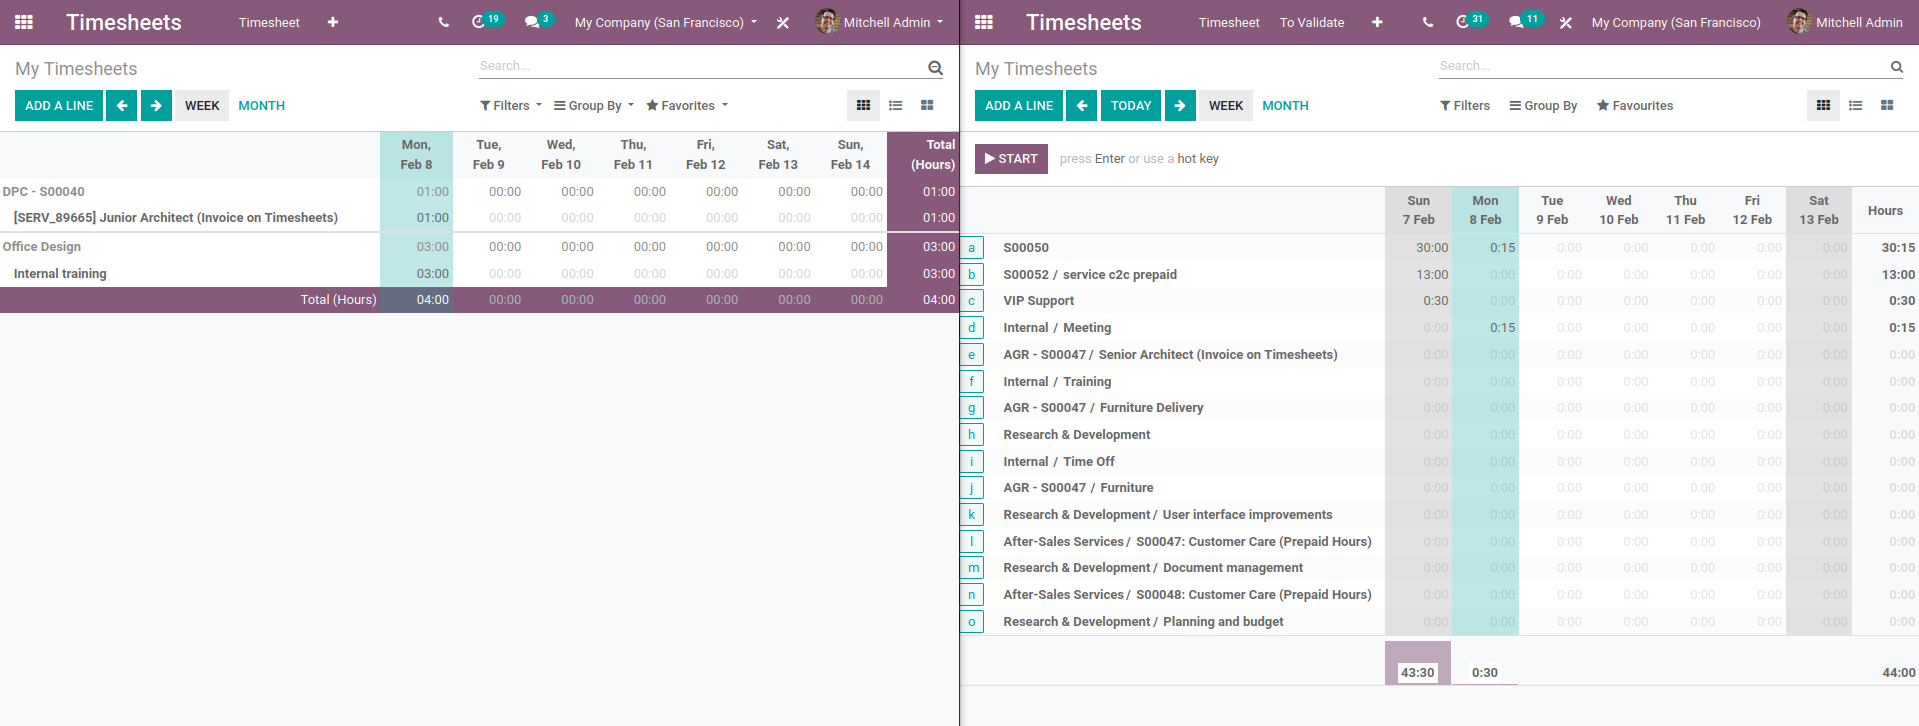 Timesheets Timesheet + 19 3 My Company (San Francisco) Mitchell Admin
My Timesheets Search...
ADD A LINE WEEK MONTH Filters Group By Favorites
Mon, Tue, Wed, Thu, Fri, Sat, Sun, Total
Feb 8 Feb 9 Feb 10 Feb 11 Feb 12 Feb 13 Feb 14 (Hours)
DPC - S00040 01:00 00:00 00:00 00:00 00:00 00:00 00:00 01:00
[SERV_89665] Junior Architect (Invoice on Timesheets) 01:00 00:00 00:00 00:00 00:00 00:00 00:00 01:00
Office Design 03:00 00:00 00:00 00:00 00:00 00:00 00:00 03:00
Internal training 03:00 00:00 00:00 00:00 00:00 00:00 00:00 03:00
Total (Hours) 04:00 00:00 00:00 00:00 00:00 00:00 00:00 04:00
Timesheets Timesheet To Validate + 31 11 My Company (San Francisco) Mitchell Admin
My Timesheets Search...
ADD A LINE TODAY WEEK MONTH Filters Group By Favourites
START press Enter or use a hot key
Sun Mon Tue Wed Thu Fri Sat
7 Feb 8 Feb 9 Feb 10 Feb 11 Feb 12 Feb 13 Feb Hours
a S00050 30:00 0:15 0:00 0:00 0:00 0:00 0:00 30:15
b S00052 / service c2c prepaid 13:00 0:00 0:00 0:00 0:00 0:00 0:00 13:00
c VIP Support 0:30 0:00 0:00 0:00 0:00 0:00 0:00 0:30
d Internal / Meeting 0:00 0:15 0:00 0:00 0:00 0:00 0:00 0:15
e AGR - S00047 / Senior Architect (Invoice on Timesheets) 0:00 0:00 0:00 0:00 0:00 0:00 0:00 0:00
f Internal / Training 0:00 0:00 0:00 0:00 0:00 0:00 0:00 0:00
g AGR - S00047 / Furniture Delivery 0:00 0:00 0:00 0:00 0:00 0:00 0:00 0:00
h Research & Development 0:00 0:00 0:00 0:00 0:00 0:00 0:00 0:00
i Internal / Time Off 0:00 0:00 0:00 0:00 0:00 0:00 0:00 0:00
j AGR - S00047 / Furniture 0:00 0:00 0:00 0:00 0:00 0:00 0:00 0:00
k Research & Development / User interface improvements 0:00 0:00 0:00 0:00 0:00 0:00 0:00 0:00
l After-Sales Services / S00047: Customer Care (Prepaid Hours) 0:00 0:00 0:00 0:00 0:00 0:00 0:00 0:00
m Research & Development / Document management 0:00 0:00 0:00 0:00 0:00 0:00 0:00 0:00
n After-Sales Services / S00048: Customer Care (Prepaid Hours) 0:00 0:00 0:00 0:00 0:00 0:00 0:00 0:00
o Research & Development / Planning and budget 0:00 0:00 0:00 0:00 0:00 0:00 0:00 0:00
43:30 0:30 44:00